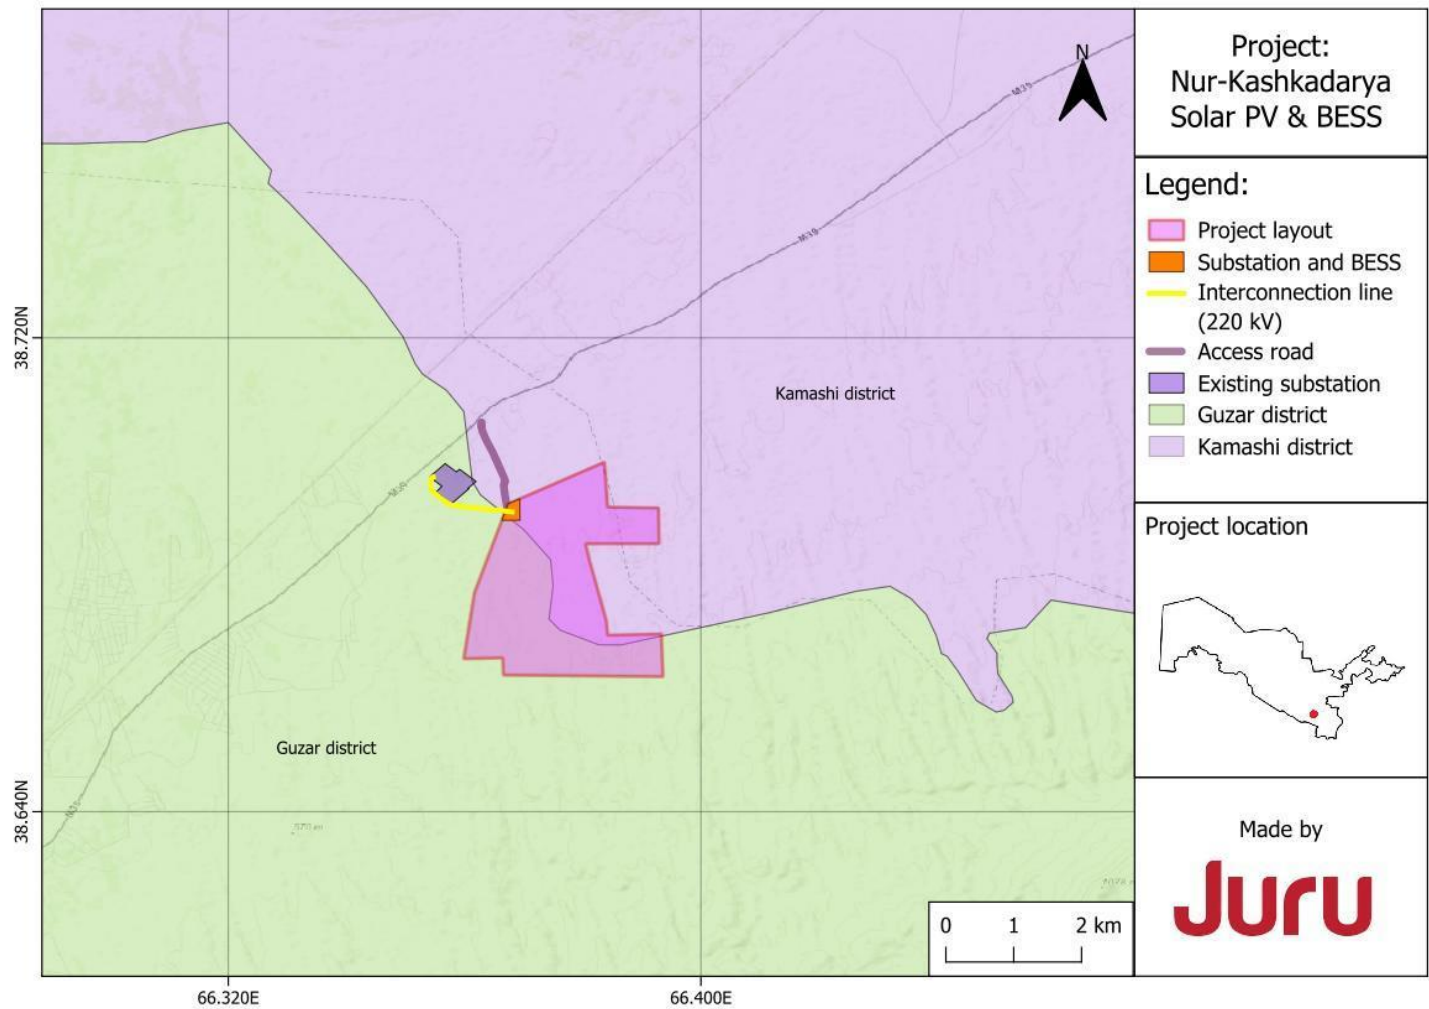 Project:
Nur-Kashkadarya
Solar PV & BESS
Legend:
Project layout
Substation and BESS
Interconnection line
(220 kV)
Access road
Existing substation
Guzar district
Kamashi district
Project location
Made by
Juru
N
M39
M39
M39
Kamashi district
Guzar district
38.720N
38.640N
66.320E
66.400E
0 1 2 km